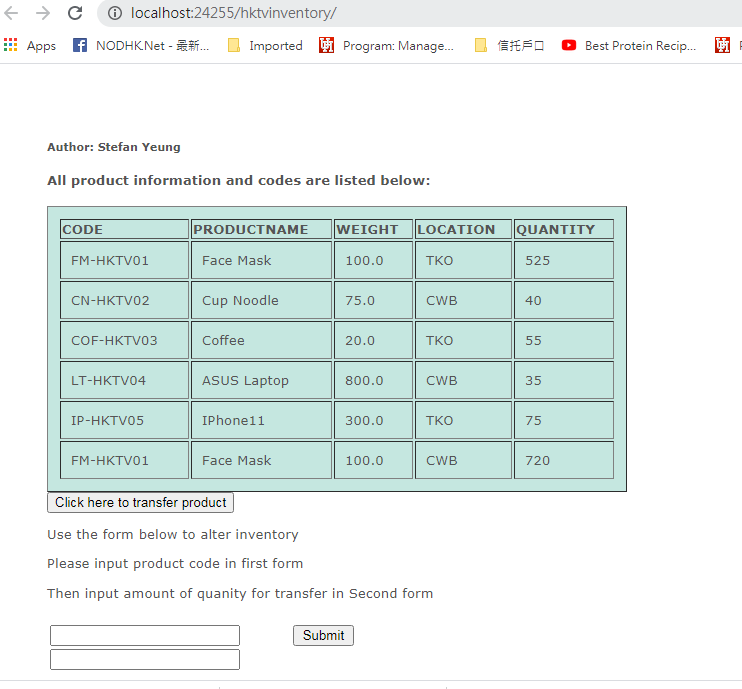 localhost:24255/hktvinventory/
Apps NODHK.Net - 最新... Imported Program: Manage... 信托戶口 Best Protein Recip...
Author: Stefan Yeung
All product information and codes are listed below:
CODE PRODUCTNAME WEIGHT LOCATION QUANTITY
FM-HKTV01 Face Mask 100.0 TKO 525
CN-HKTV02 Cup Noodle 75.0 CWB 40
COF-HKTV03 Coffee 20.0 TKO 55
LT-HKTV04 ASUS Laptop 800.0 CWB 35
IP-HKTV05 IPhone11 300.0 TKO 75
FM-HKTV01 Face Mask 100.0 CWB 720
Click here to transfer product
Use the form below to alter inventory
Please input product code in first form
Then input amount of quanity for transfer in Second form
Submit